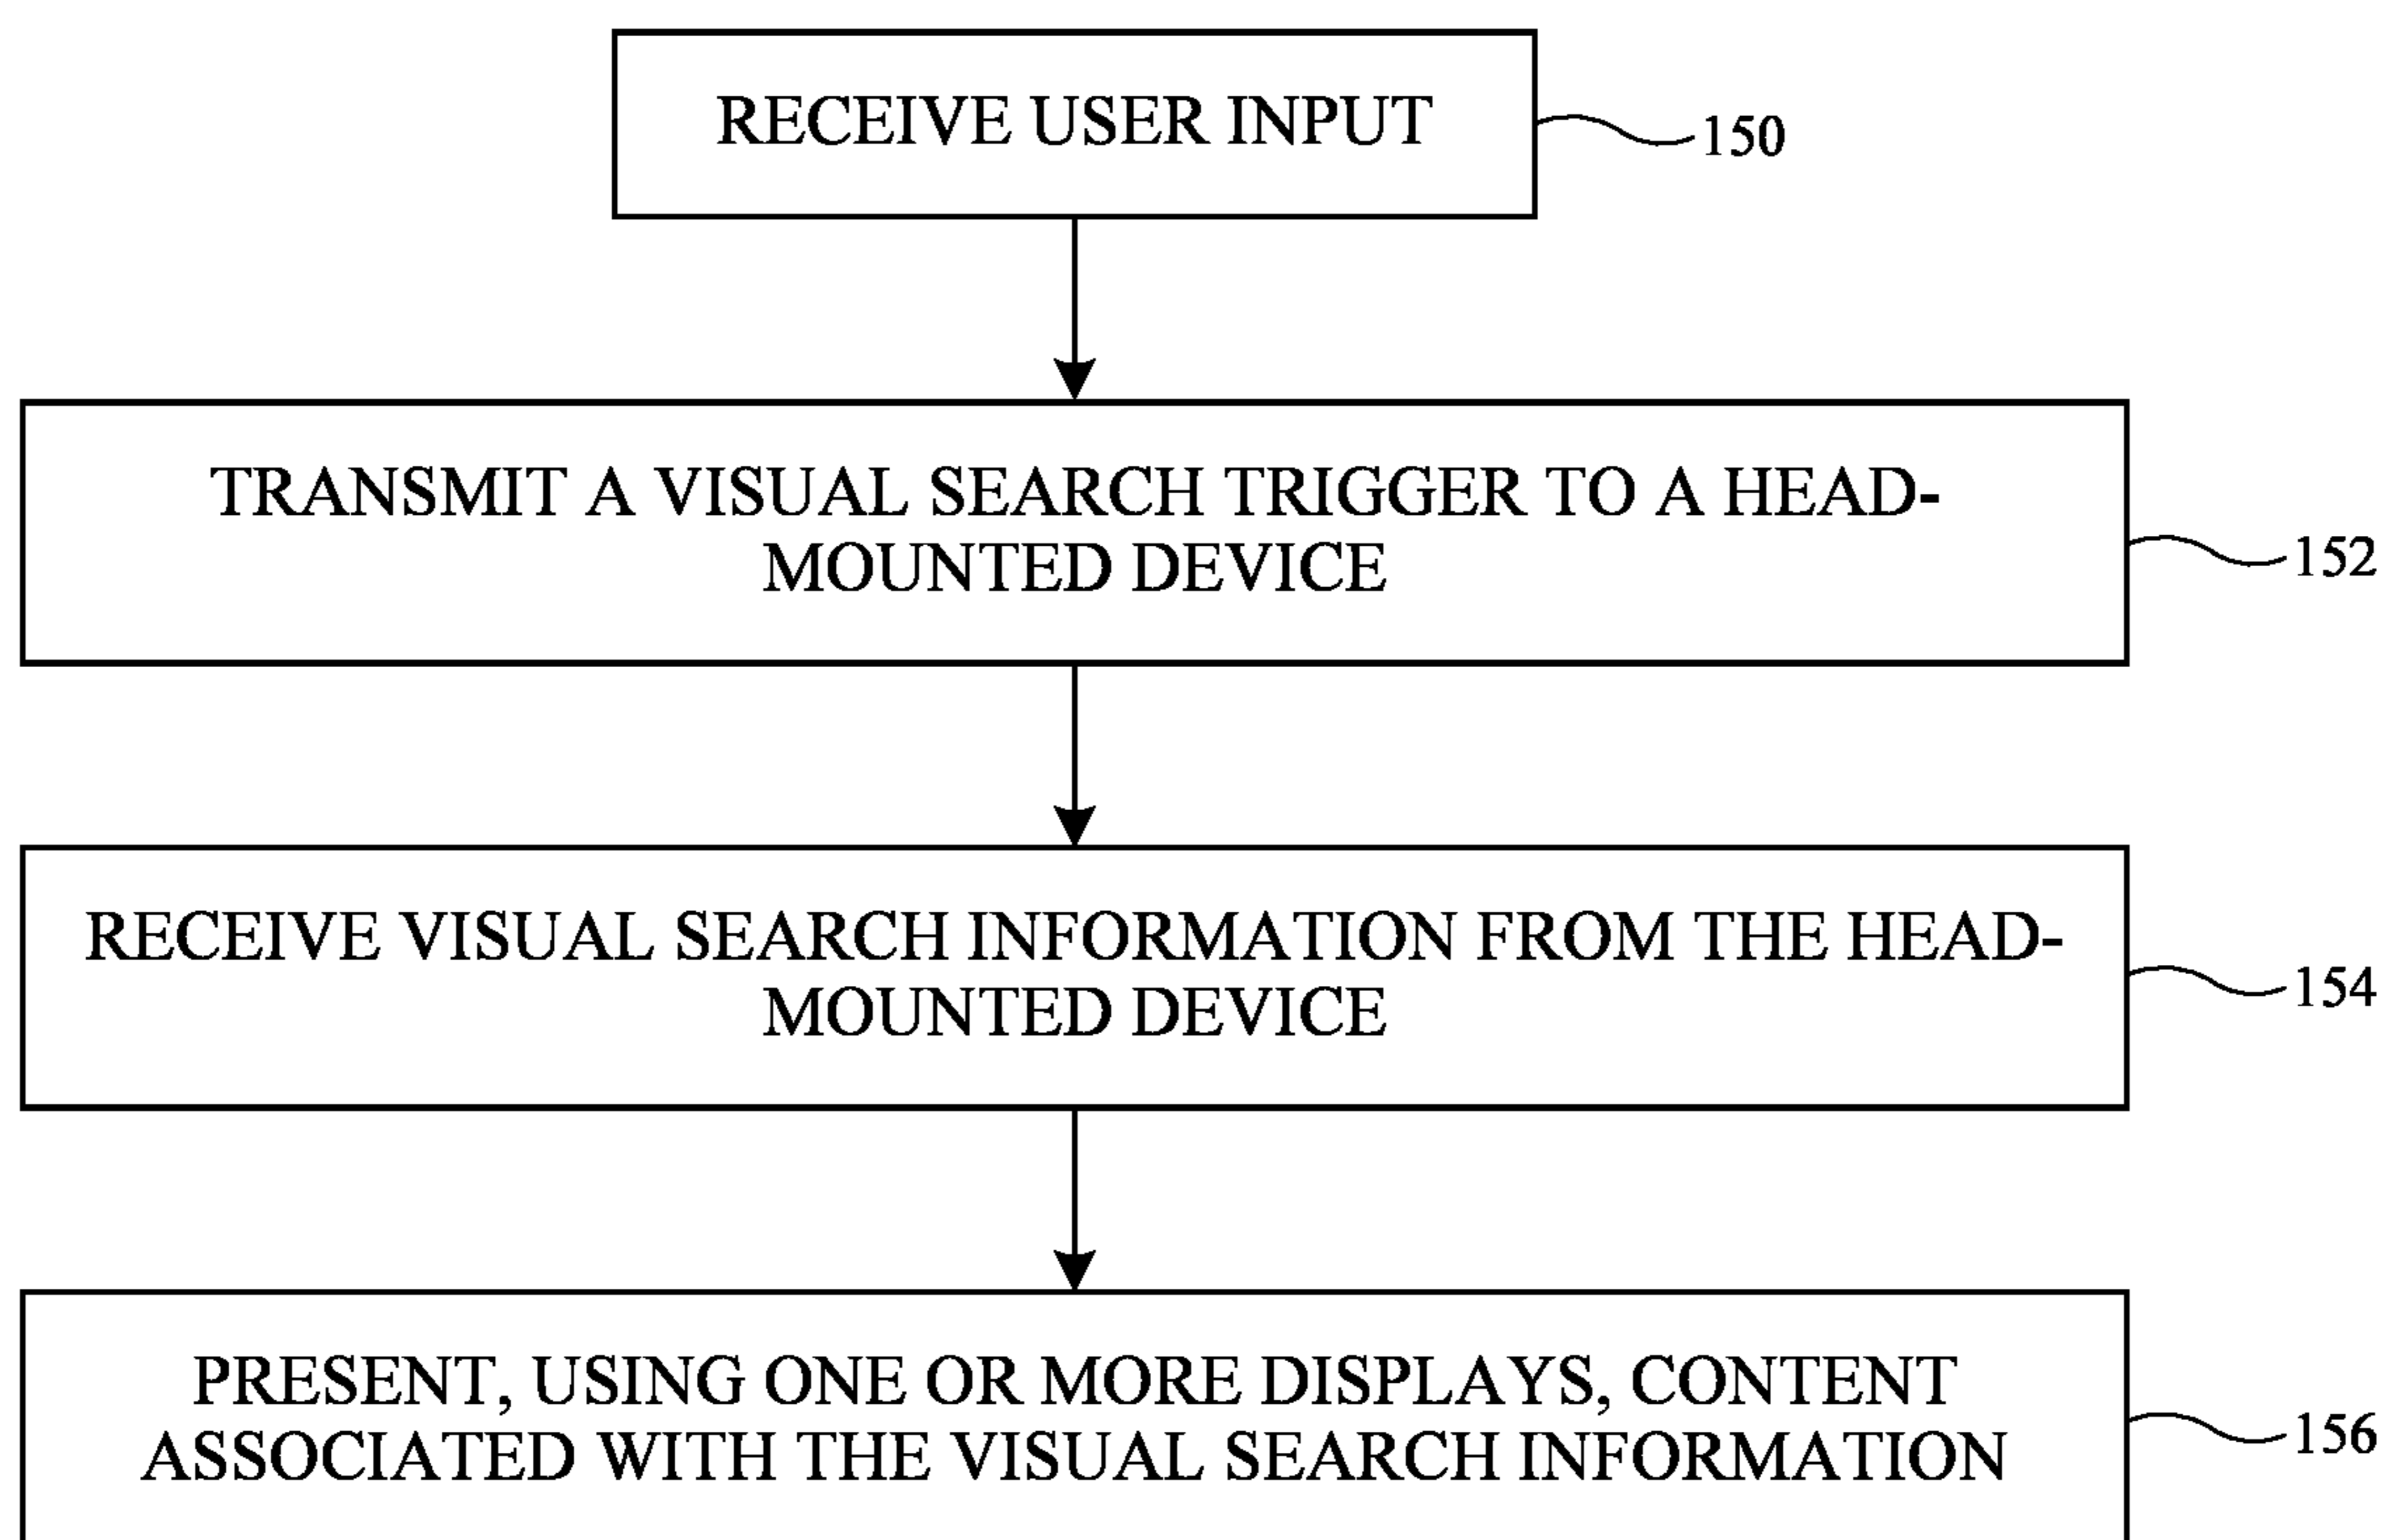 RECEIVE USER INPUT
150
TRANSMIT A VISUAL SEARCH TRIGGER TO A HEAD-
MOUNTED DEVICE
152
RECEIVE VISUAL SEARCH INFORMATION FROM THE HEAD-
MOUNTED DEVICE
154
PRESENT, USING ONE OR MORE DISPLAYS, CONTENT
ASSOCIATED WITH THE VISUAL SEARCH INFORMATION
156